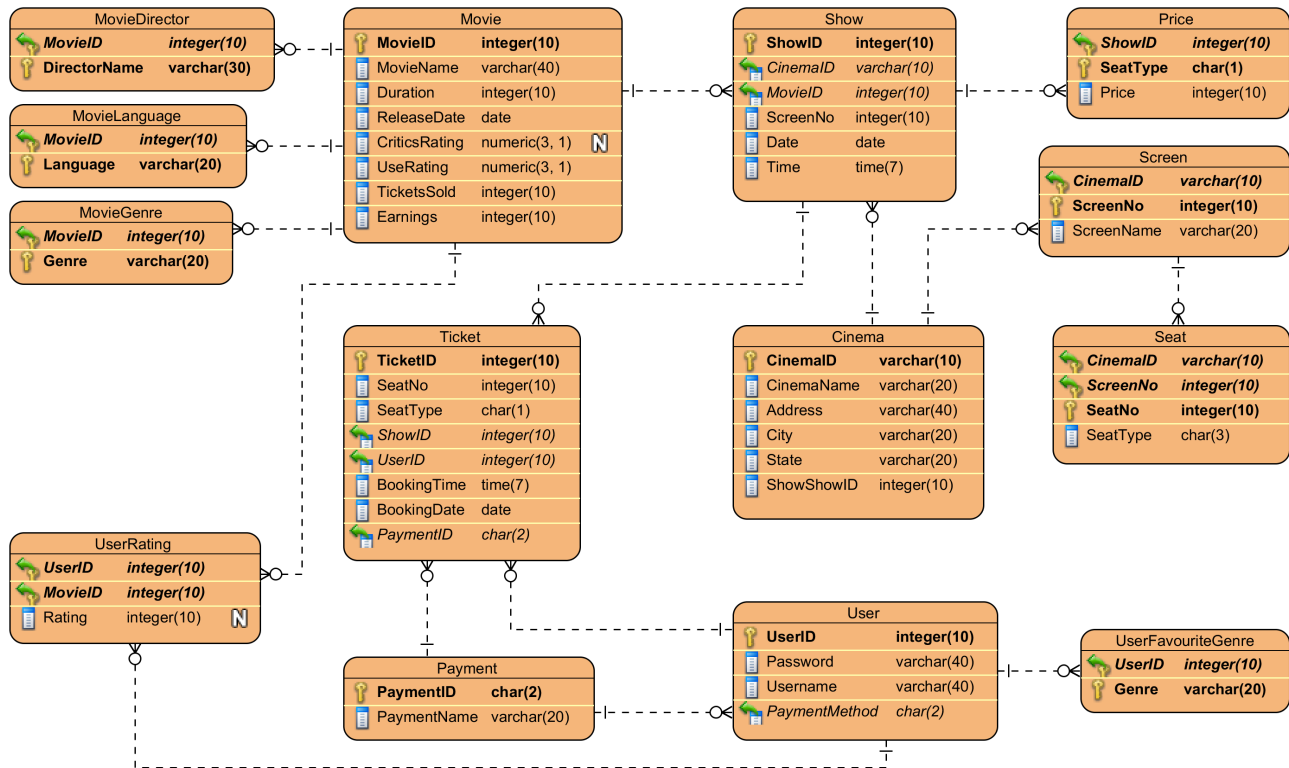 MovieDirector
MovieID integer(10)
DirectorName varchar(30)
MovieLanguage
MovieID integer(10)
Language varchar(20)
MovieGenre
MovieID integer(10)
Genre varchar(20)
Movie
MovieID integer(10)
MovieName varchar(40)
Duration integer(10)
ReleaseDate date
CriticsRating numeric(3, 1) N
UseRating numeric(3, 1)
TicketsSold integer(10)
Earnings integer(10)
Show
ShowID integer(10)
CinemaID varchar(10)
MovieID integer(10)
ScreenNo integer(10)
Date date
Time time(7)
Price
ShowID integer(10)
SeatType char(1)
Price integer(10)
Screen
CinemaID varchar(10)
ScreenNo integer(10)
ScreenName varchar(20)
Ticket
TicketID integer(10)
SeatNo integer(10)
SeatType char(1)
ShowID integer(10)
UserID integer(10)
BookingTime time(7)
BookingDate date
PaymentID char(2)
Cinema
CinemaID varchar(10)
CinemaName varchar(20)
Address varchar(40)
City varchar(20)
State varchar(20)
ShowShowID integer(10)
Seat
CinemaID varchar(10)
ScreenNo integer(10)
SeatNo integer(10)
SeatType char(3)
UserRating
UserID integer(10)
MovieID integer(10)
Rating integer(10) N
Payment
PaymentID char(2)
PaymentName varchar(20)
User
UserID integer(10)
Password varchar(40)
Username varchar(40)
PaymentMethod char(2)
UserFavouriteGenre
UserID integer(10)
Genre varchar(20)